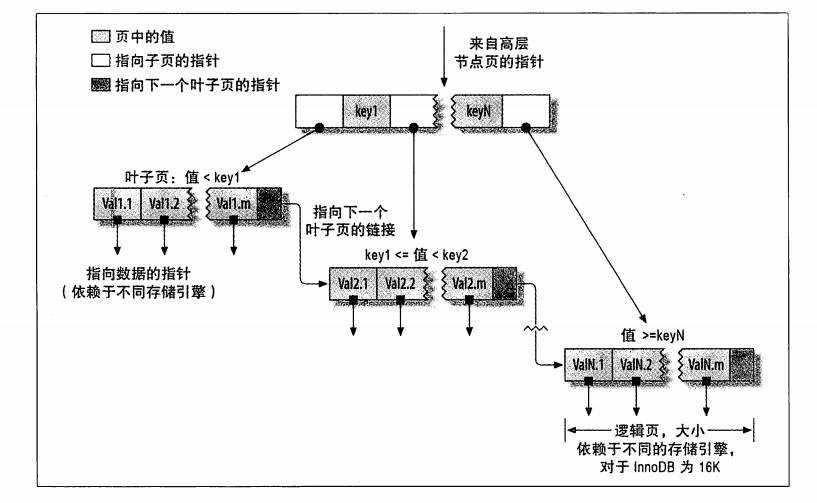 页中的值
指向子页的指针
指向下一个叶子页的指针
来自高层
节点页的指针
key1
keyN
叶子页：值 < key1
Val1.1
Val1.2
Val1.m
指向下一个
叶子页的链接
指向数据的指针
（依赖于不同存储引擎）
key1 <= 值 < key2
Val2.1
Val2.2
Val2.m
值 >=keyN
ValN.1
ValN.2
ValN.m
逻辑页，大小
依赖于不同的存储引擎，
对于 InnoDB 为 16K